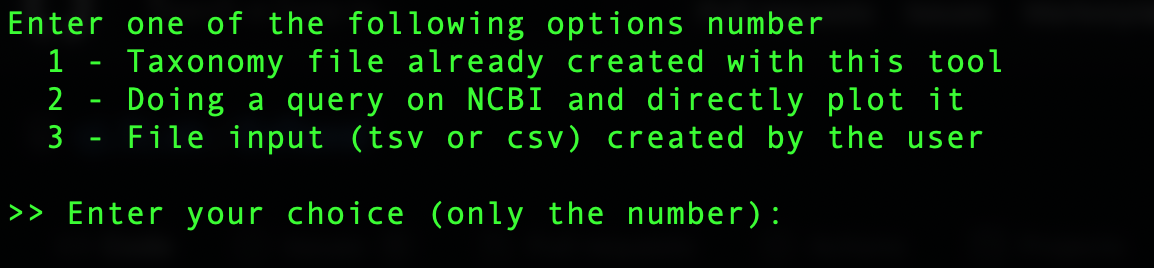 Enter one of the following options number
  1 - Taxonomy file already created with this tool
  2 - Doing a query on NCBI and directly plot it
  3 - File input (tsv or csv) created by the user

>> Enter your choice (only the number):